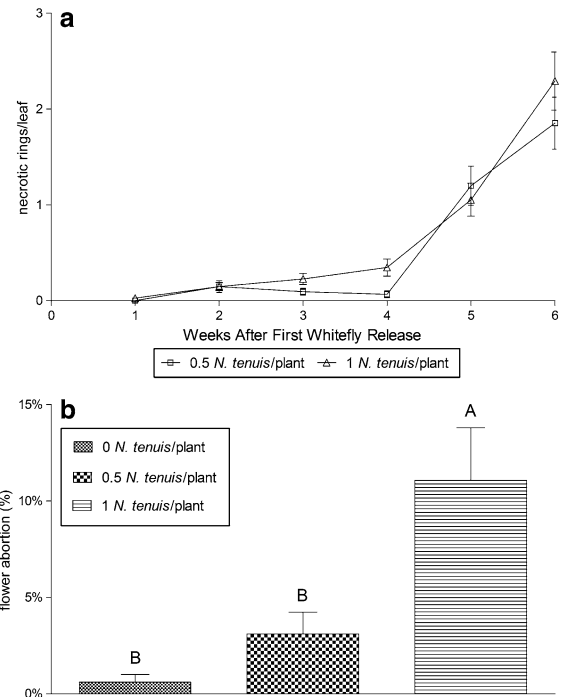 a
3
2
1
0
necrotic rings/leaf
0 1 2 3 4 5 6
Weeks After First Whitefly Release
0.5 N. tenuis/plant 1 N. tenuis/plant
b
15%
10%
5%
0%
flower abortion (%)
0 N. tenuis/plant
0.5 N. tenuis/plant
1 N. tenuis/plant
B
B
A